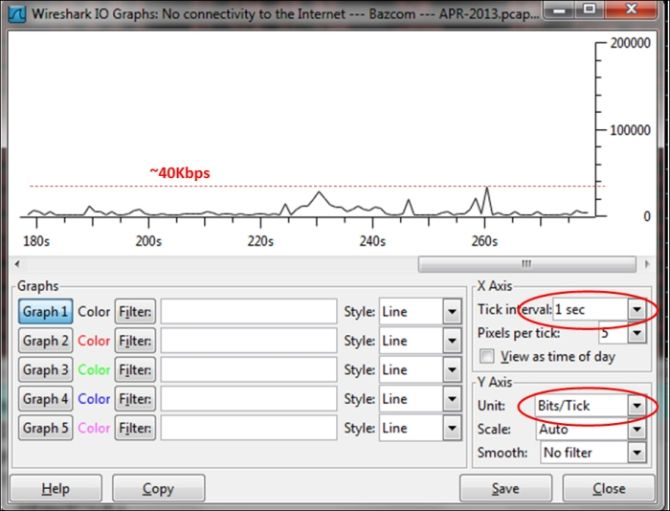 Wireshark IO Graphs: No connectivity to the Internet --- Bazcom --- APR-2013.pcap...
200000
100000
0
~40Kbps
180s 200s 220s 240s 260s
Graphs
Graph 1 Color Filter: Style: Line
Graph 2 Color Filter: Style: Line
Graph 3 Color Filter: Style: Line
Graph 4 Color Filter: Style: Line
Graph 5 Color Filter: Style: Line
X Axis
Tick interval: 1 sec
Pixels per tick: 5
View as time of day
Y Axis
Unit: Bits/Tick
Scale: Auto
Smooth: No filter
Help Copy Save Close